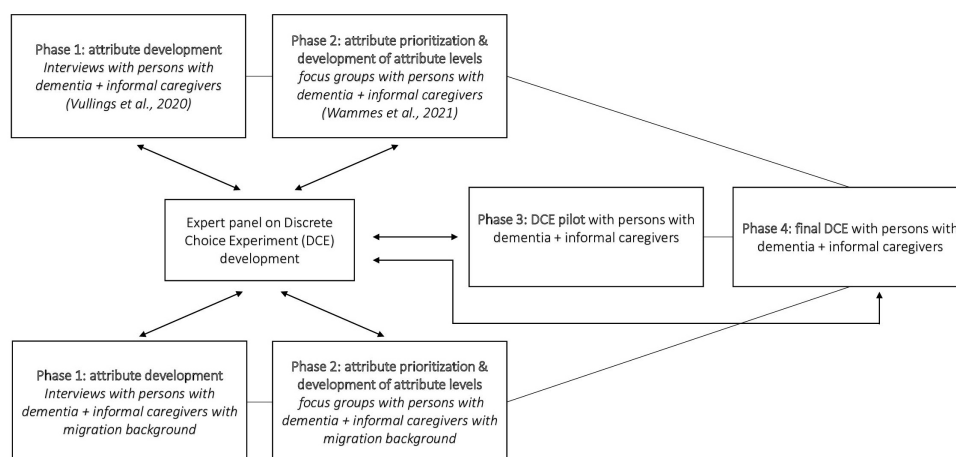 Phase 1: attribute development
Interviews with persons with
dementia + informal caregivers
(Vullings et al., 2020)
Phase 2: attribute prioritization &
development of attribute levels
focus groups with persons with
dementia + informal caregivers
(Wammes et al., 2021)
Expert panel on Discrete
Choice Experiment (DCE)
development
Phase 3: DCE pilot with persons with
dementia + informal caregivers
Phase 4: final DCE with persons with
dementia + informal caregivers
Phase 1: attribute development
Interviews with persons with
dementia + informal caregivers with
migration background
Phase 2: attribute prioritization &
development of attribute levels
focus groups with persons with
dementia + informal caregivers with
migration background